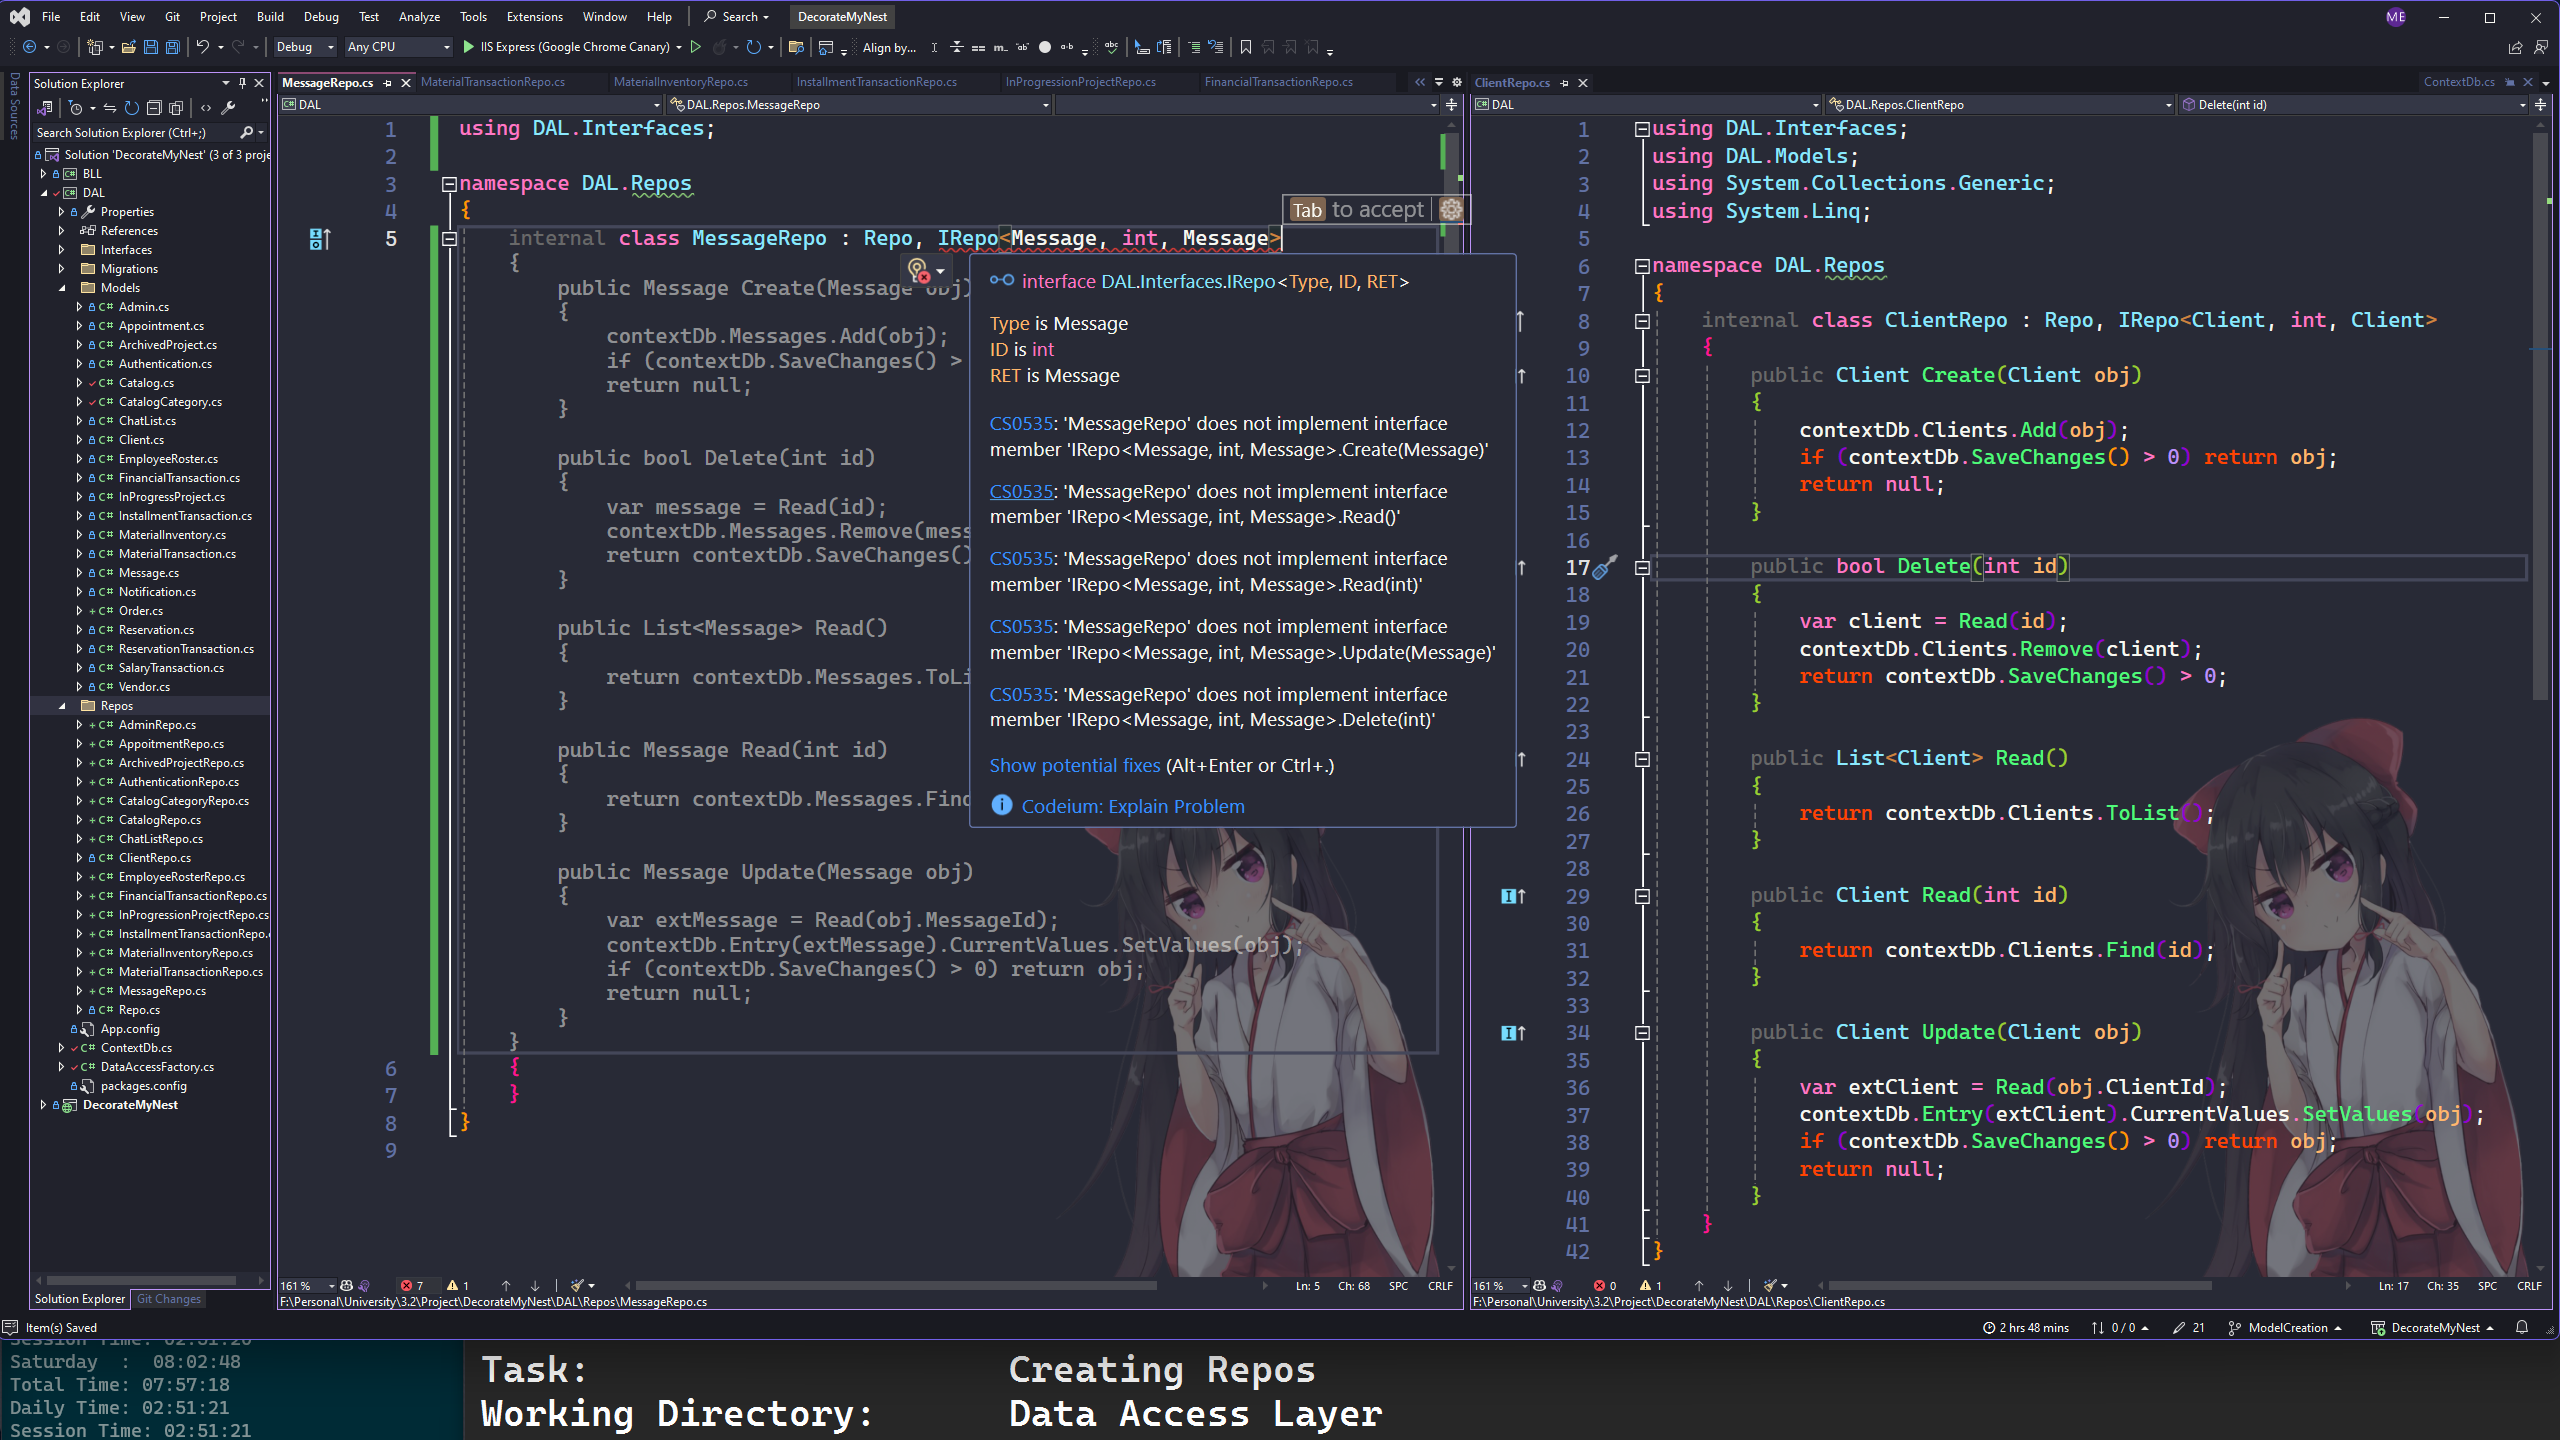 File Edit View Git Project Build Debug Test Analyze Tools Extensions Window Help Search DecorateMyNest ME
Debug Any CPU IIS Express (Google Chrome Canary) Align by...
Data Sources
Solution Explorer
Search Solution Explorer (Ctrl+;)
Solution 'DecorateMyNest' (3 of 3 proje
BLL
DAL
Properties
References
Interfaces
Migrations
Models
C# Admin.cs
C# Appointment.cs
C# ArchivedProject.cs
C# Authentication.cs
C# Catalog.cs
C# CatalogCategory.cs
C# ChatList.cs
C# Client.cs
C# EmployeeRoster.cs
C# FinancialTransaction.cs
C# InProgressProject.cs
C# InstallmentTransaction.cs
C# MaterialInventory.cs
C# MaterialTransaction.cs
C# Message.cs
C# Notification.cs
C# Order.cs
C# Reservation.cs
C# ReservationTransaction.cs
C# SalaryTransaction.cs
C# Vendor.cs
Repos
C# AdminRepo.cs
C# AppoitmentRepo.cs
C# ArchivedProjectRepo.cs
C# AuthenticationRepo.cs
C# CatalogCategoryRepo.cs
C# CatalogRepo.cs
C# ChatListRepo.cs
C# ClientRepo.cs
C# EmployeeRosterRepo.cs
C# FinancialTransactionRepo.cs
C# InProgressionProjectRepo.cs
C# InstallmentTransactionRepo.
C# MaterialInventoryRepo.cs
C# MaterialTransactionRepo.cs
C# MessageRepo.cs
C# Repo.cs
App.config
C# ContextDb.cs
C# DataAccessFactory.cs
packages.config
DecorateMyNest
Solution Explorer Git Changes
MessageRepo.cs MaterialTransactionRepo.cs MaterialInventoryRepo.cs InstallmentTransactionRepo.cs InProgressionProjectRepo.cs FinancialTransactionRepo.cs
DAL DAL.Repos.MessageRepo
1 using DAL.Interfaces;
2
3 namespace DAL.Repos
4 {
Tab to accept
5 internal class MessageRepo : Repo, IRepo<Message, int, Message>
{
public Message Create(Message obj)
{
contextDb.Messages.Add(obj);
if (contextDb.SaveChanges() >
return null;
}
public bool Delete(int id)
{
var message = Read(id);
contextDb.Messages.Remove(mess
return contextDb.SaveChanges()
}
public List<Message> Read()
{
return contextDb.Messages.ToLi
}
public Message Read(int id)
{
return contextDb.Messages.Find
}
public Message Update(Message obj)
{
var extMessage = Read(obj.MessageId);
contextDb.Entry(extMessage).CurrentValues.SetValues(obj);
if (contextDb.SaveChanges() > 0) return obj;
return null;
}
}
6 {
7 }
8 }
9
interface DAL.Interfaces.IRepo<Type, ID, RET>
Type is Message
ID is int
RET is Message
CS0535: 'MessageRepo' does not implement interface
member 'IRepo<Message, int, Message>.Create(Message)'
CS0535: 'MessageRepo' does not implement interface
member 'IRepo<Message, int, Message>.Read()'
CS0535: 'MessageRepo' does not implement interface
member 'IRepo<Message, int, Message>.Read(int)'
CS0535: 'MessageRepo' does not implement interface
member 'IRepo<Message, int, Message>.Update(Message)'
CS0535: 'MessageRepo' does not implement interface
member 'IRepo<Message, int, Message>.Delete(int)'
Show potential fixes (Alt+Enter or Ctrl+.)
Codeium: Explain Problem
161 % 7 1 Ln: 5 Ch: 68 SPC CRLF
F:\Personal\University\3.2\Project\DecorateMyNest\DAL\Repos\MessageRepo.cs
ClientRepo.cs ContextDb.cs
DAL DAL.Repos.ClientRepo Delete(int id)
1 using DAL.Interfaces;
2 using DAL.Models;
3 using System.Collections.Generic;
4 using System.Linq;
5
6 namespace DAL.Repos
7 {
8 internal class ClientRepo : Repo, IRepo<Client, int, Client>
9 {
10 public Client Create(Client obj)
11 {
12 contextDb.Clients.Add(obj);
13 if (contextDb.SaveChanges() > 0) return obj;
14 return null;
15 }
16
17 public bool Delete(int id)
18 {
19 var client = Read(id);
20 contextDb.Clients.Remove(client);
21 return contextDb.SaveChanges() > 0;
22 }
23
24 public List<Client> Read()
25 {
26 return contextDb.Clients.ToList();
27 }
28
29 public Client Read(int id)
30 {
31 return contextDb.Clients.Find(id);
32 }
33
34 public Client Update(Client obj)
35 {
36 var extClient = Read(obj.ClientId);
37 contextDb.Entry(extClient).CurrentValues.SetValues(obj);
38 if (contextDb.SaveChanges() > 0) return obj;
39 return null;
40 }
41 }
42 }
161 % 0 1 Ln: 17 Ch: 35 SPC CRLF
F:\Personal\University\3.2\Project\DecorateMyNest\DAL\Repos\ClientRepo.cs
Item(s) Saved 2 hrs 48 mins 0 / 0 21 ModelCreation DecorateMyNest
Saturday : 08:02:48
Total Time: 07:57:18
Daily Time: 02:51:21
Session Time: 02:51:21
Task: Creating Repos
Working Directory: Data Access Layer